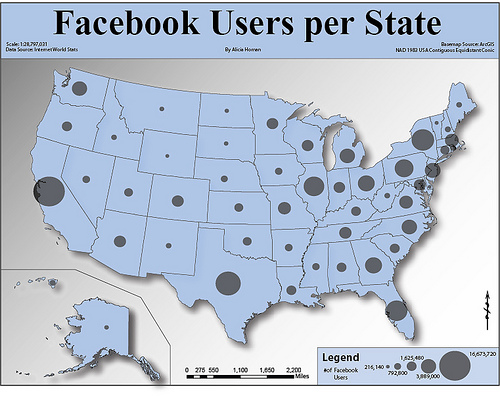 Facebook Users per State
Scale: 1:28,797,031
Data Source: Internet World Stats
By Alicia Homen
Basemap Source: ArcGIS
NAD 1983 USA Contiguous Equidistant Conic
0 275 550 1,100 1,650 2,200
Miles
Legend
#of Facebook
Users
216,140
792,800
1,625,480
3,889,000
16,673,720